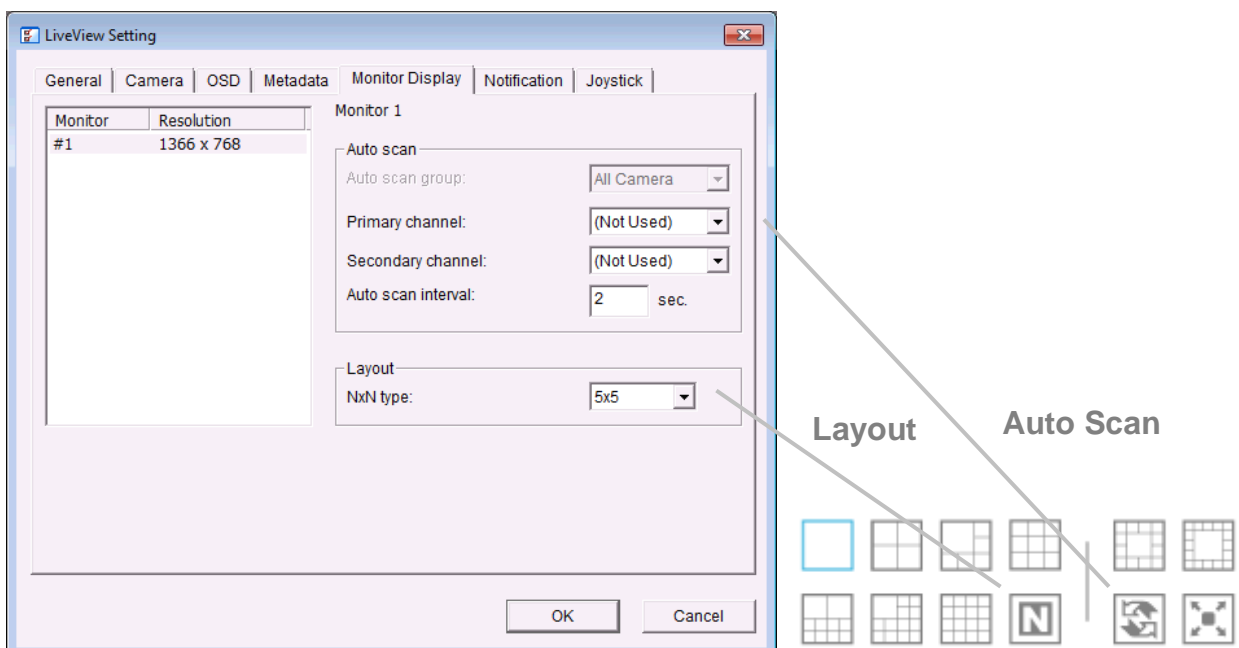 LiveView Setting
General Camera OSD Metadata Monitor Display Notification Joystick
Monitor Resolution
#1 1366 x 768
Monitor 1
Auto scan
Auto scan group: All Camera
Primary channel: (Not Used)
Secondary channel: (Not Used)
Auto scan interval: 2 sec.
Layout
NxN type: 5x5
Layout
Auto Scan
N
OK Cancel